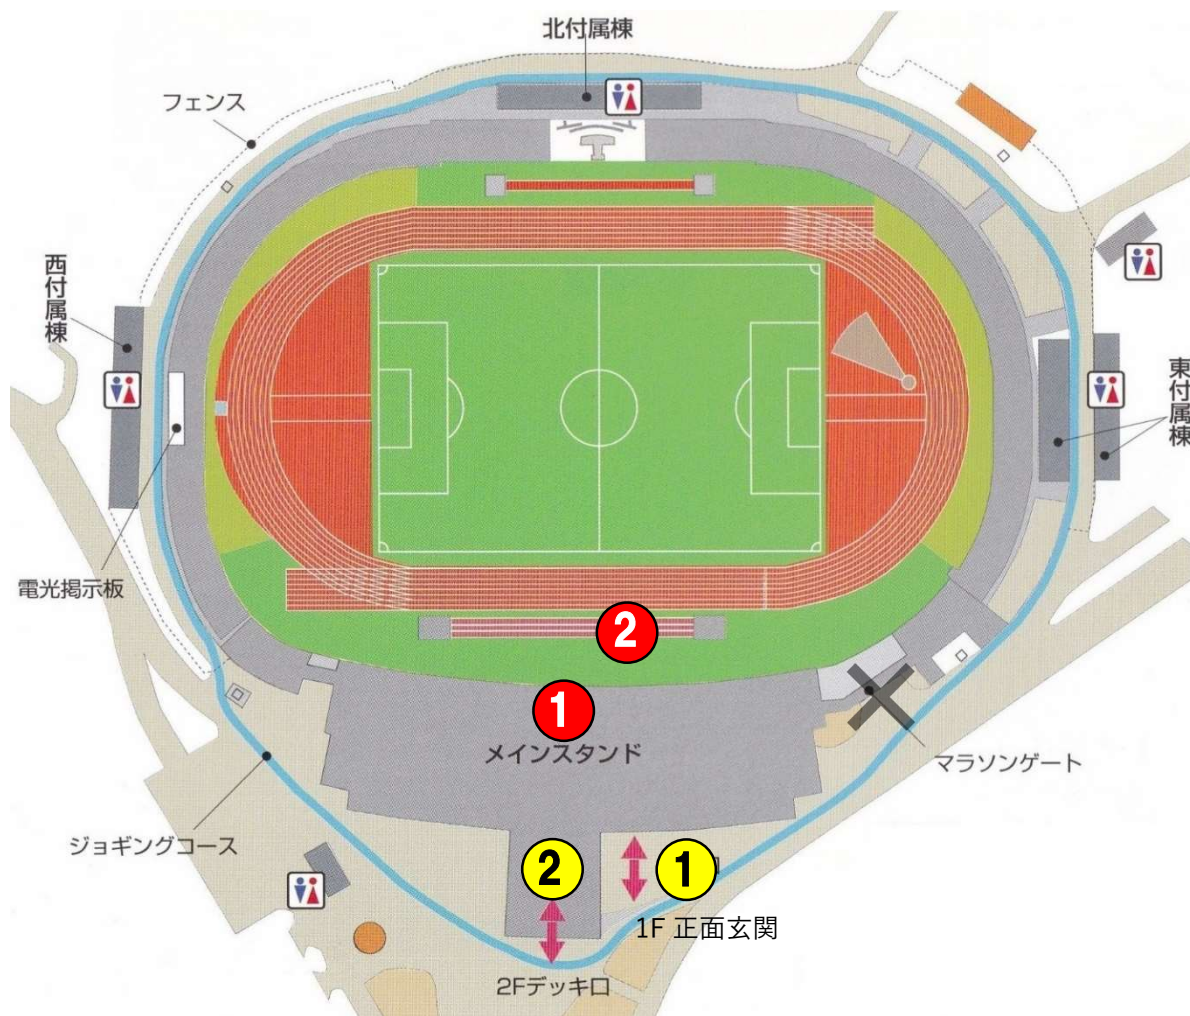 北付属棟
フェンス
西付属棟
東付属棟
電光掲示板
2
1
メインスタンド
マラソンゲート
ジョギングコース
2
1
1F 正面玄関
2Fデッキ口